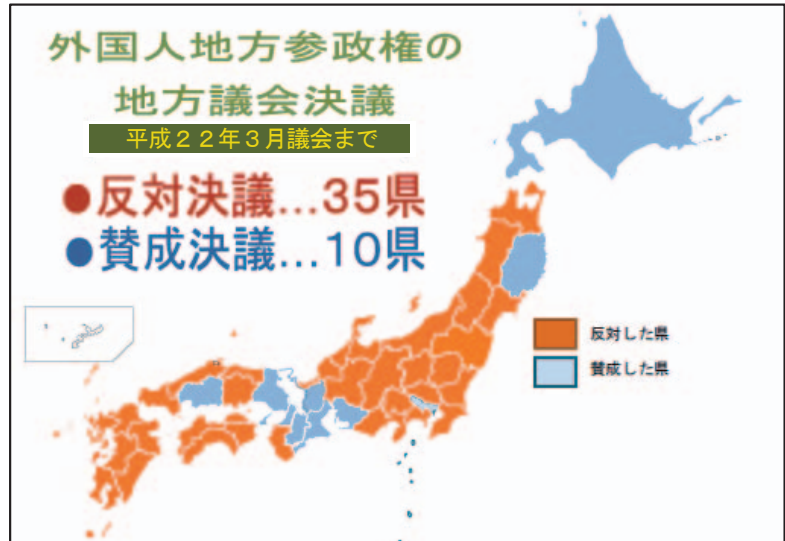 外国人地方参政権の
地方議会決議
平成２２年３月議会まで
●反対決議…35県
●賛成決議…10県
反対した県
賛成した県